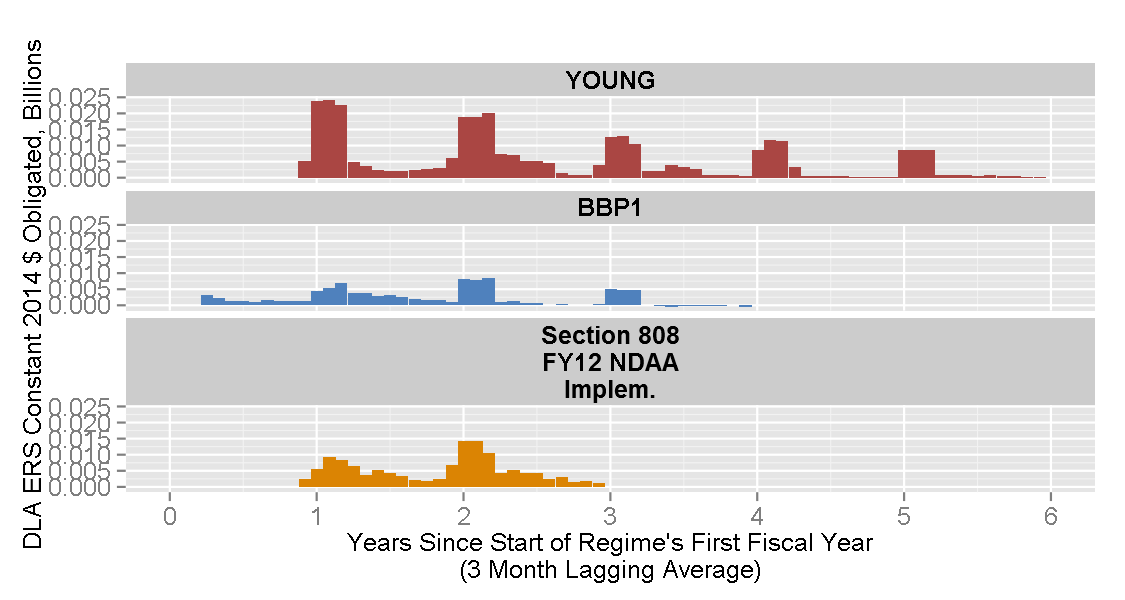 DLA ERS Constant 2014 $ Obligated, Billions
YOUNG
0.025
0.020
0.015
0.010
0.005
0.000
BBP1
0.025
0.020
0.015
0.010
0.005
0.000
Section 808
FY12 NDAA
Implem.
0.025
0.020
0.015
0.010
0.005
0.000
0 1 2 3 4 5 6
Years Since Start of Regime's First Fiscal Year
(3 Month Lagging Average)